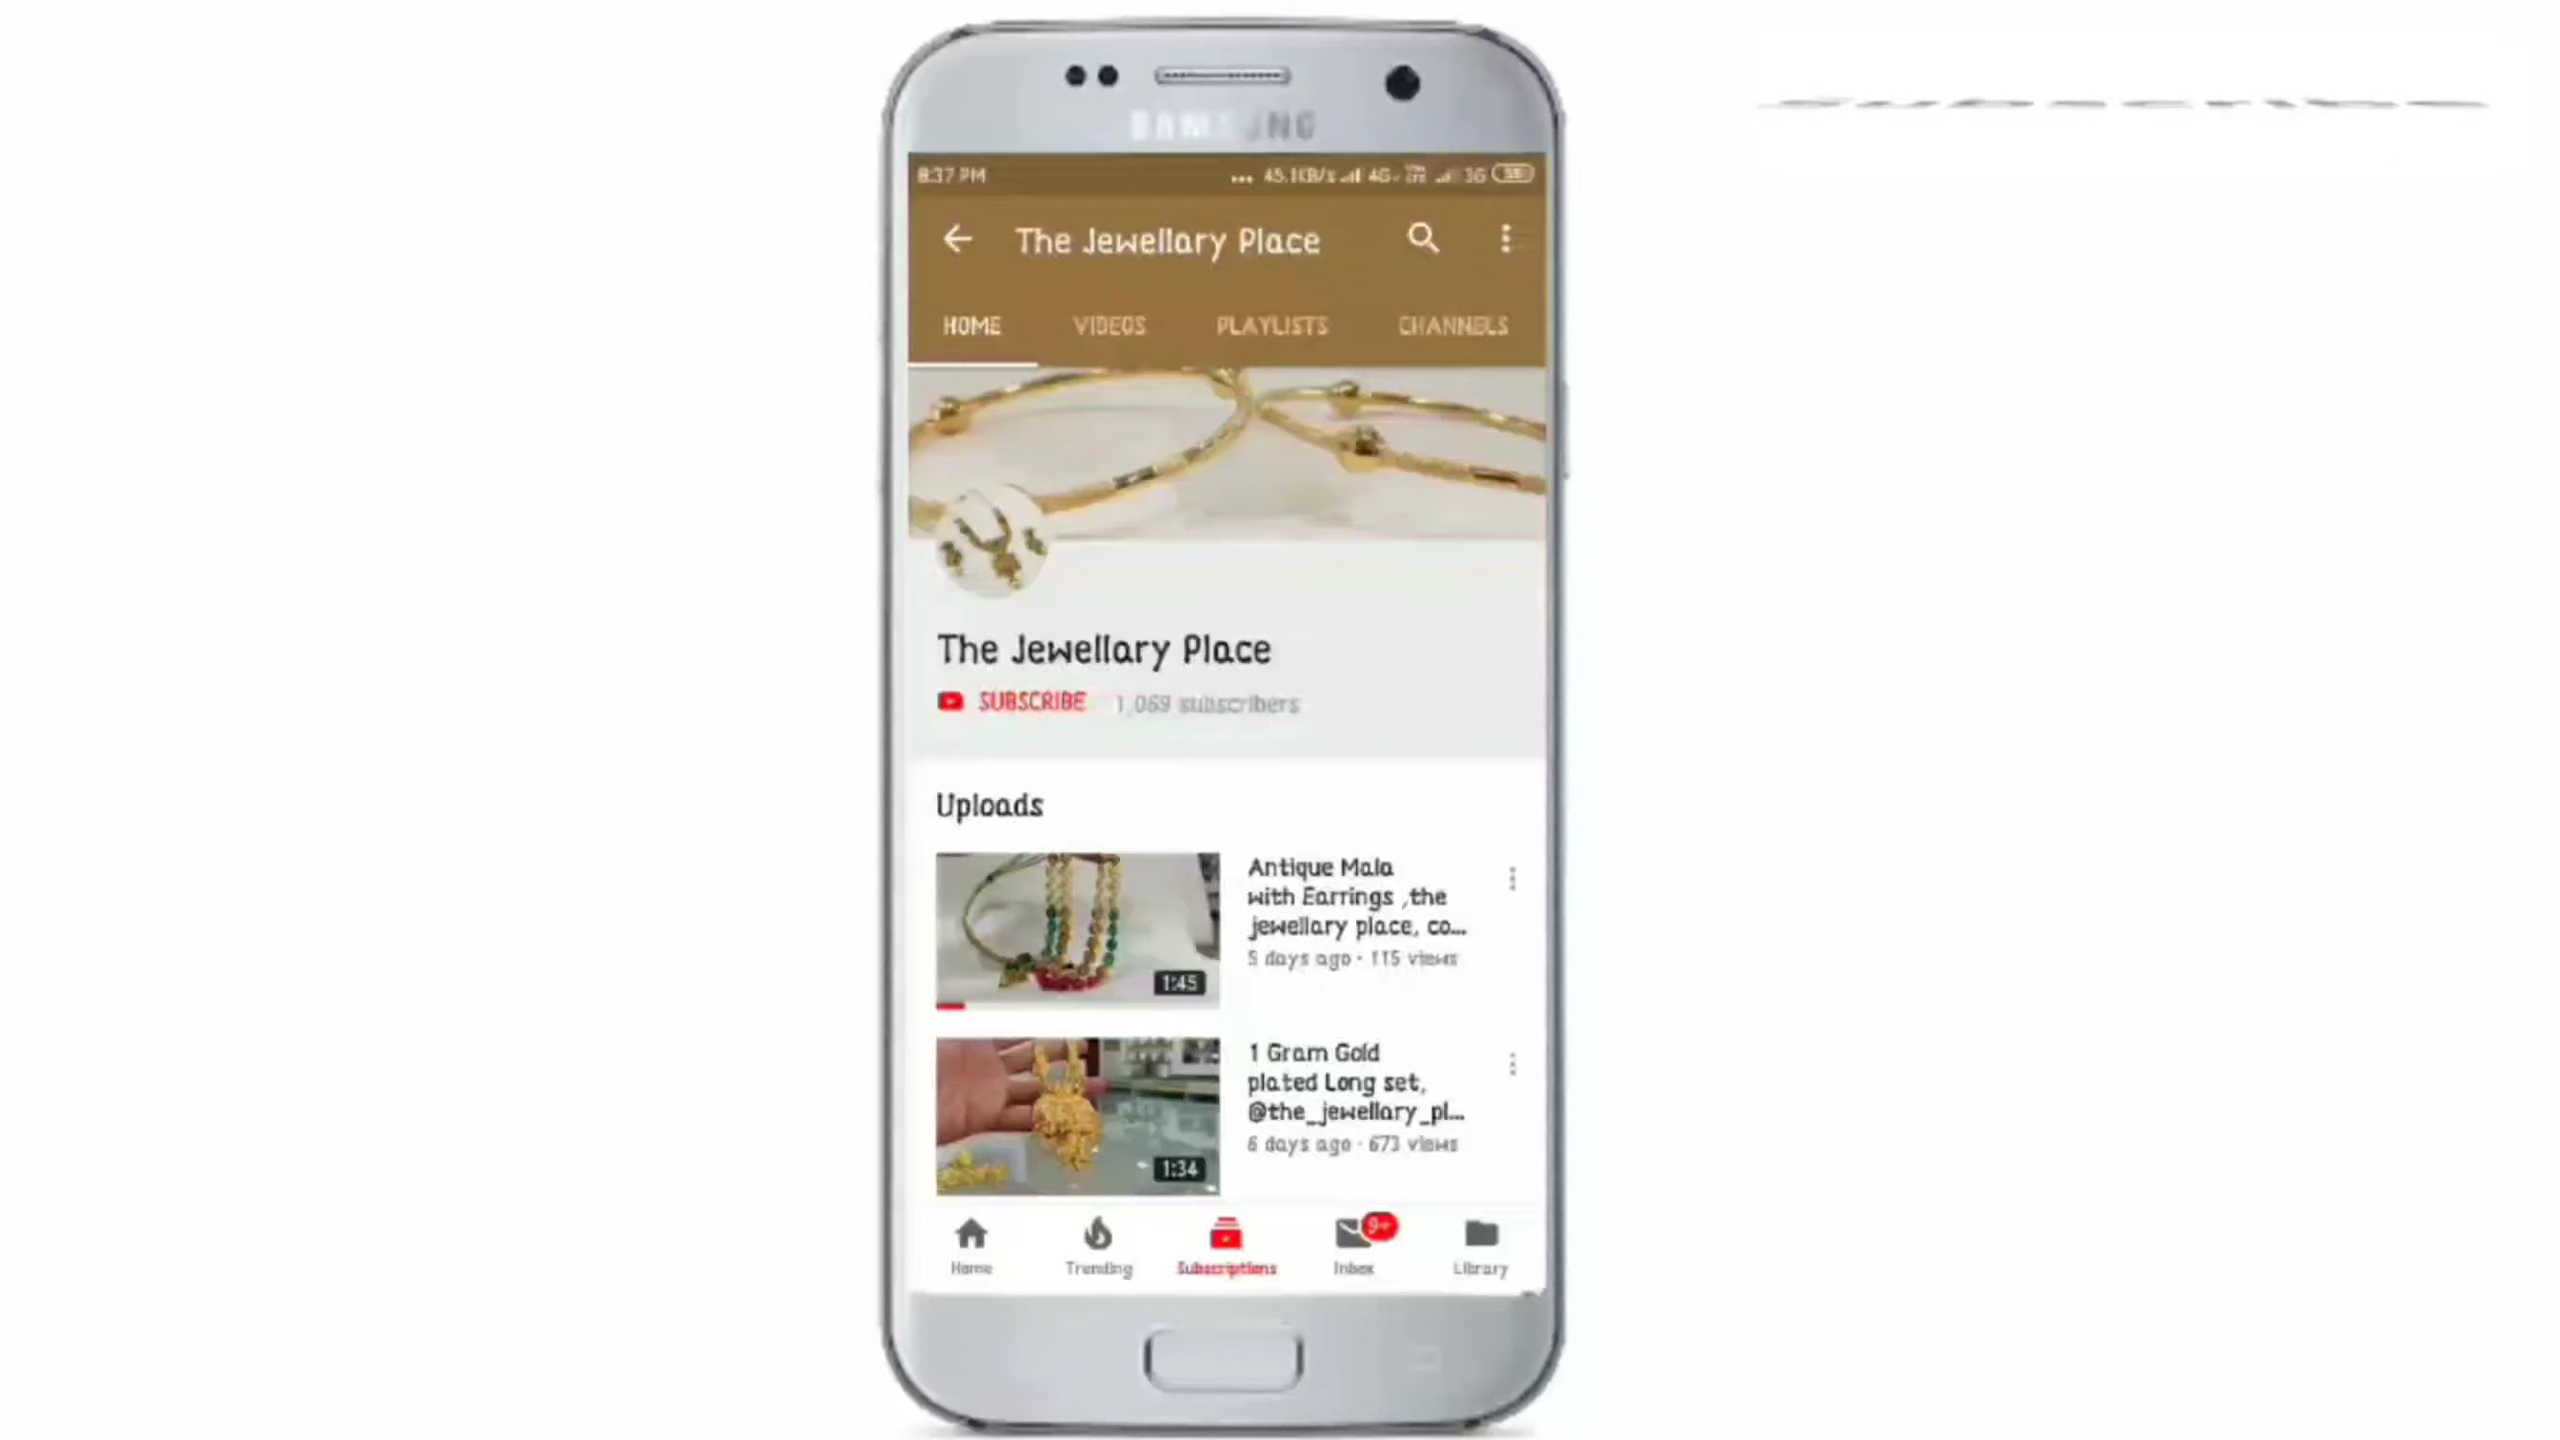 SAMSUNG
8:37 PM ... 4G 3G
The Jewellary Place
HOME VIDEOS PLAYLISTS CHANNELS
The Jewellary Place
SUBSCRIBE 1,069 subscribers
Uploads
Antique Mala
with Earrings ,the
jewellary place, co...
5 days ago · 115 views
1:45
1 Gram Gold
plated Long set,
@the_jewellary_pl...
6 days ago · 673 views
1:34
9+
Home Trending Subscriptions Inbox Library